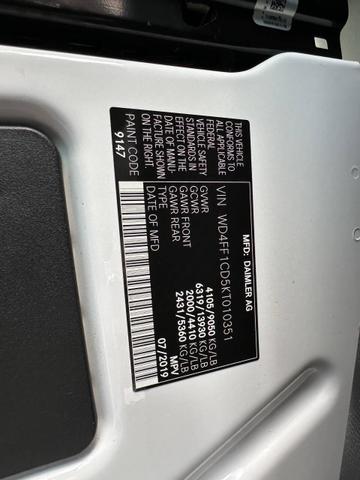 MFD: DAIMLER AG
VIN WD4FF1CD5KT010351
GVWR 4105/9050 KG/LB
GCWR 6319/13930 KG/LB
GAWR FRONT 2000/4410 KG/LB
GAWR REAR 2431/5360 KG/LB
TYPE MPV
DATE OF MFD. 07/2019
THIS VEHICLE
CONFORMS TO
ALL APPLICABLE
FEDERAL
VEHICLE SAFETY
STANDARDS IN
EFFECT ON THE
DATE OF MANU-
FACTURE SHOWN
ON THE RIGHT.
PAINT CODE
9147